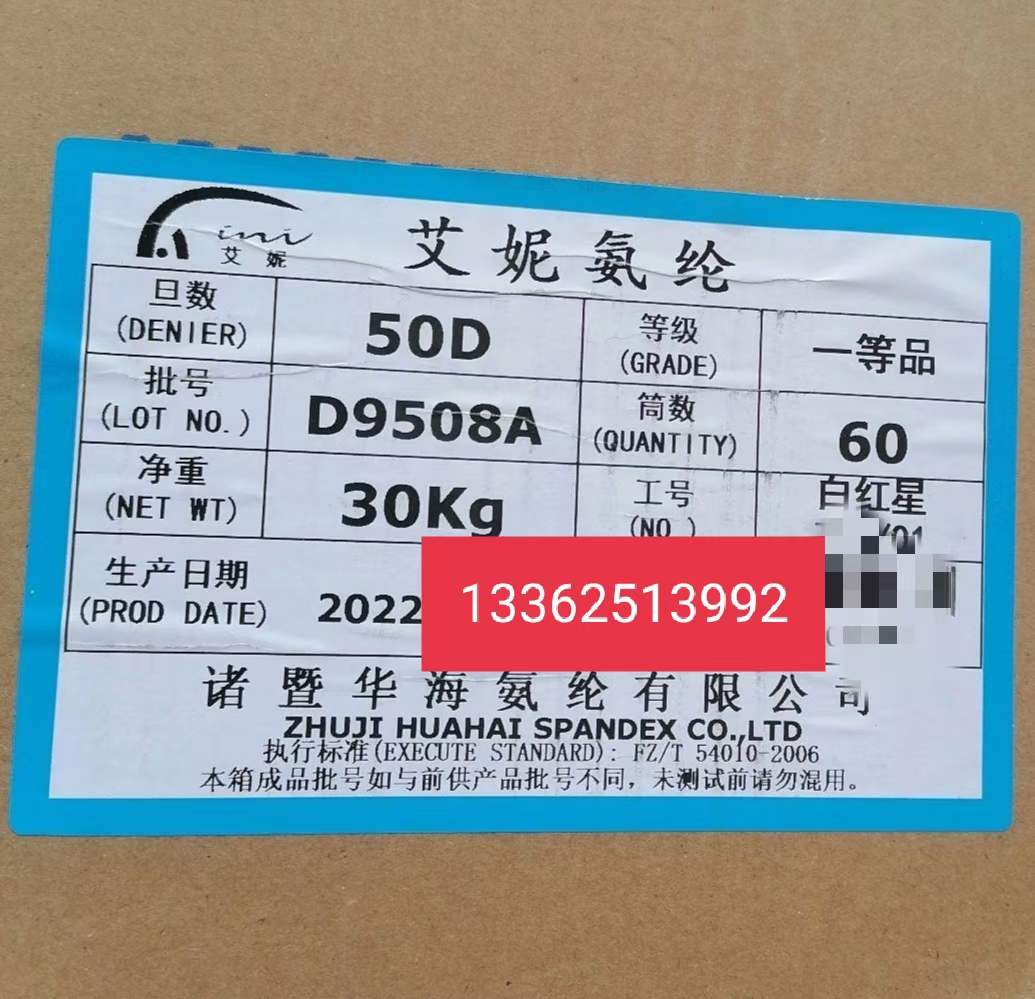 ini
艾妮
艾妮氨纶
旦数
(DENIER)
50D
等级
(GRADE)
一等品
批号
(LOT NO.)
D9508A
筒数
(QUANTITY)
60
净重
(NET WT)
30Kg
工号
(NO.)
白红星
/01
生产日期
(PROD DATE)
2022
13362513992
诸暨华海氨纶有限公司
ZHUJI HUAHAI SPANDEX CO.,LTD
执行标准(EXECUTE STANDARD): FZ/T 54010-2006
本箱成品批号如与前供产品批号不同，未测试前请勿混用。